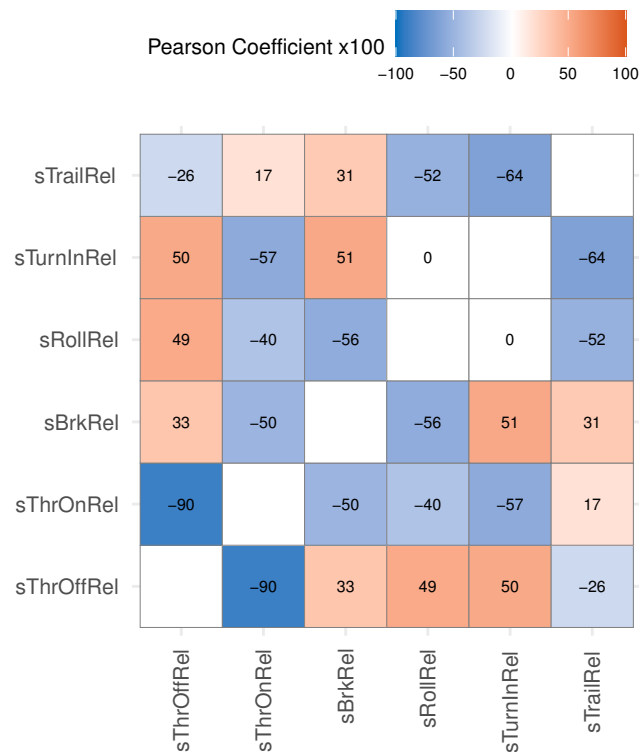 Pearson Coefficient x100
−100 −50 0 50 100
sTrailRel −26 17 31 −52 −64
sTurnInRel 50 −57 51 0 −64
sRollRel 49 −40 −56 0 −52
sBrkRel 33 −50 −56 51 31
sThrOnRel −90 −50 −40 −57 17
sThrOffRel −90 33 49 50 −26
sThrOffRel
sThrOnRel
sBrkRel
sRollRel
sTurnInRel
sTrailRel